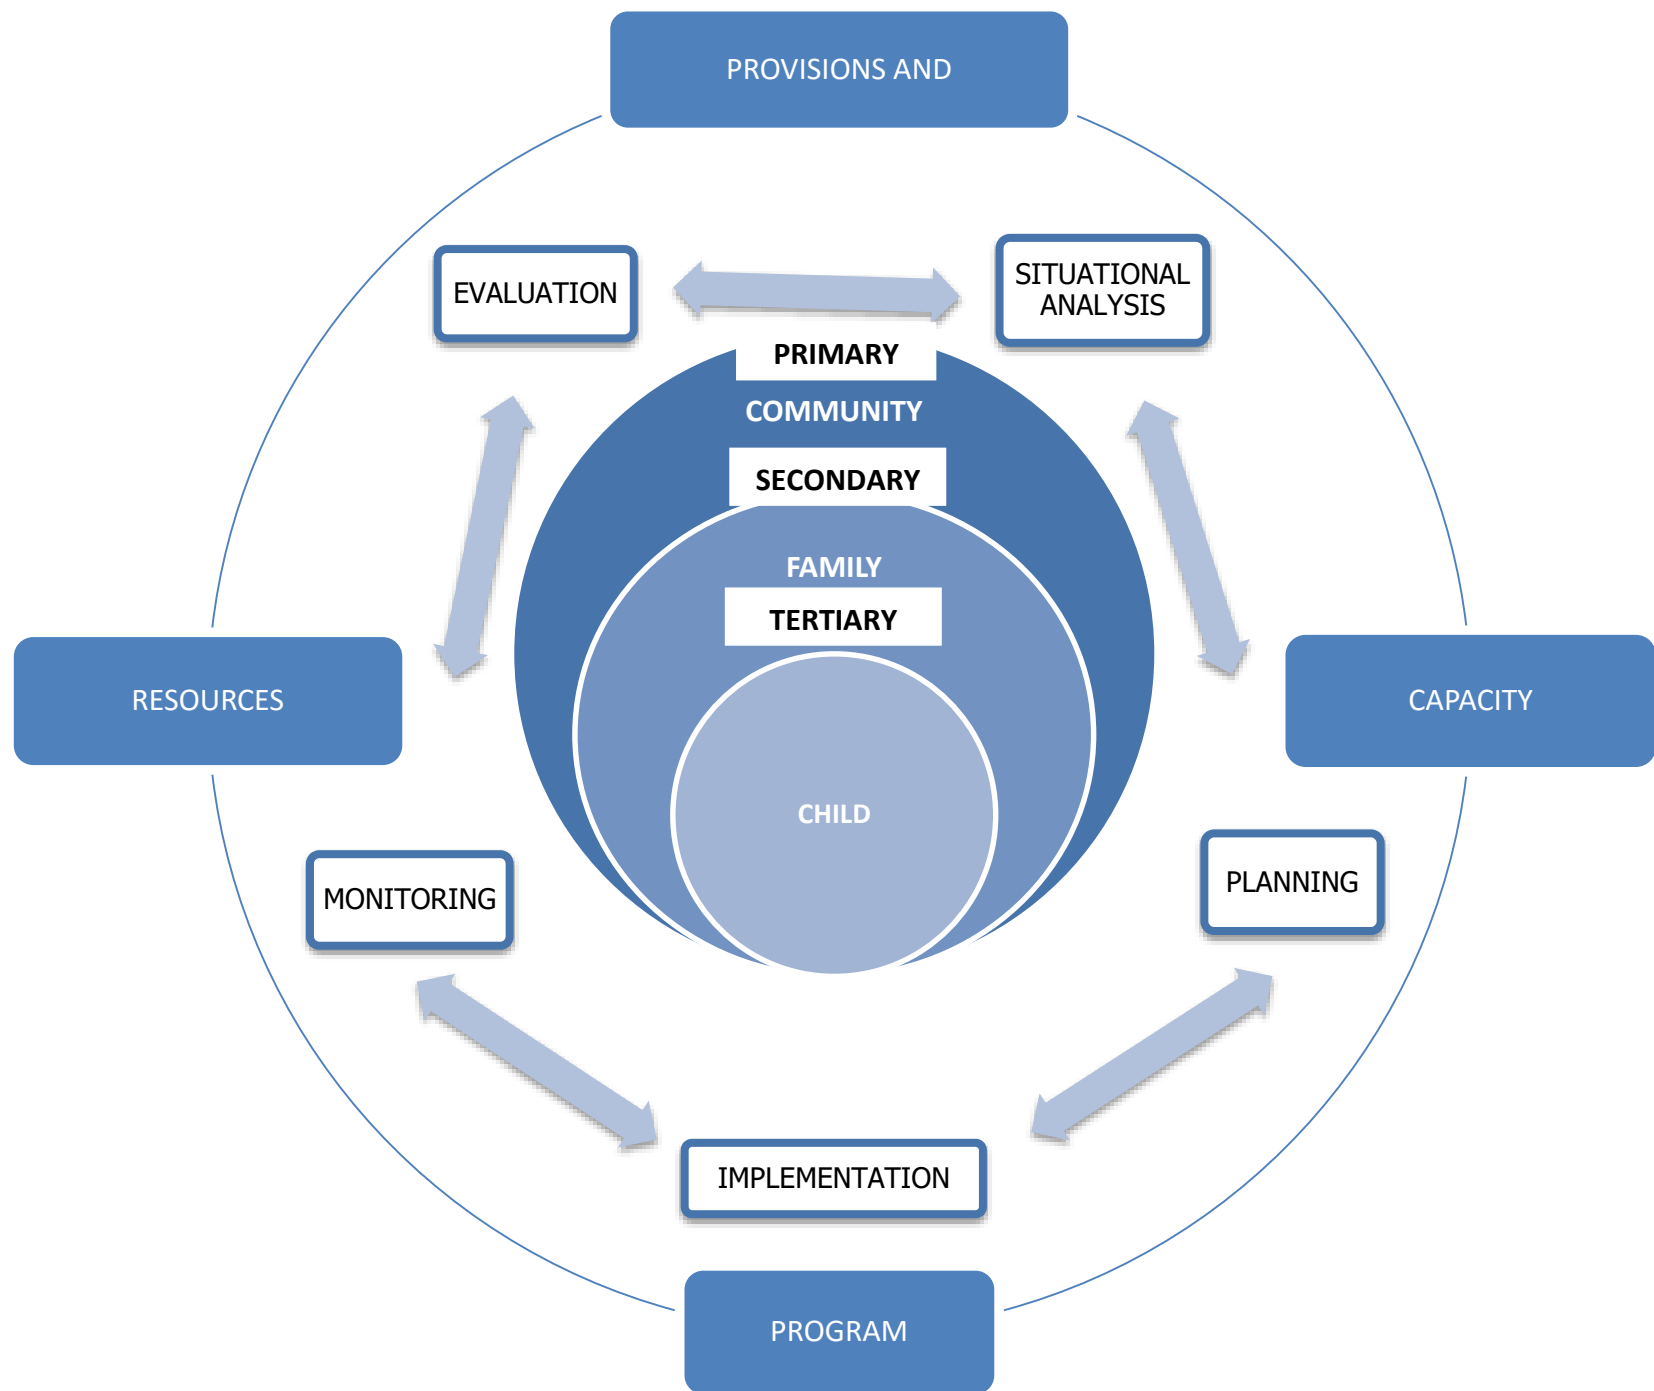 PROVISIONS AND
EVALUATION
SITUATIONAL
ANALYSIS
PRIMARY
COMMUNITY
SECONDARY
FAMILY
TERTIARY
RESOURCES
CAPACITY
CHILD
MONITORING
PLANNING
IMPLEMENTATION
PROGRAM